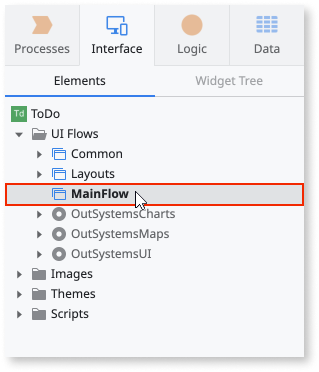 Processes Interface Logic Data
Elements Widget Tree
Td ToDo
UI Flows
Common
Layouts
MainFlow
OutSystemsCharts
OutSystemsMaps
OutSystemsUI
Images
Themes
Scripts